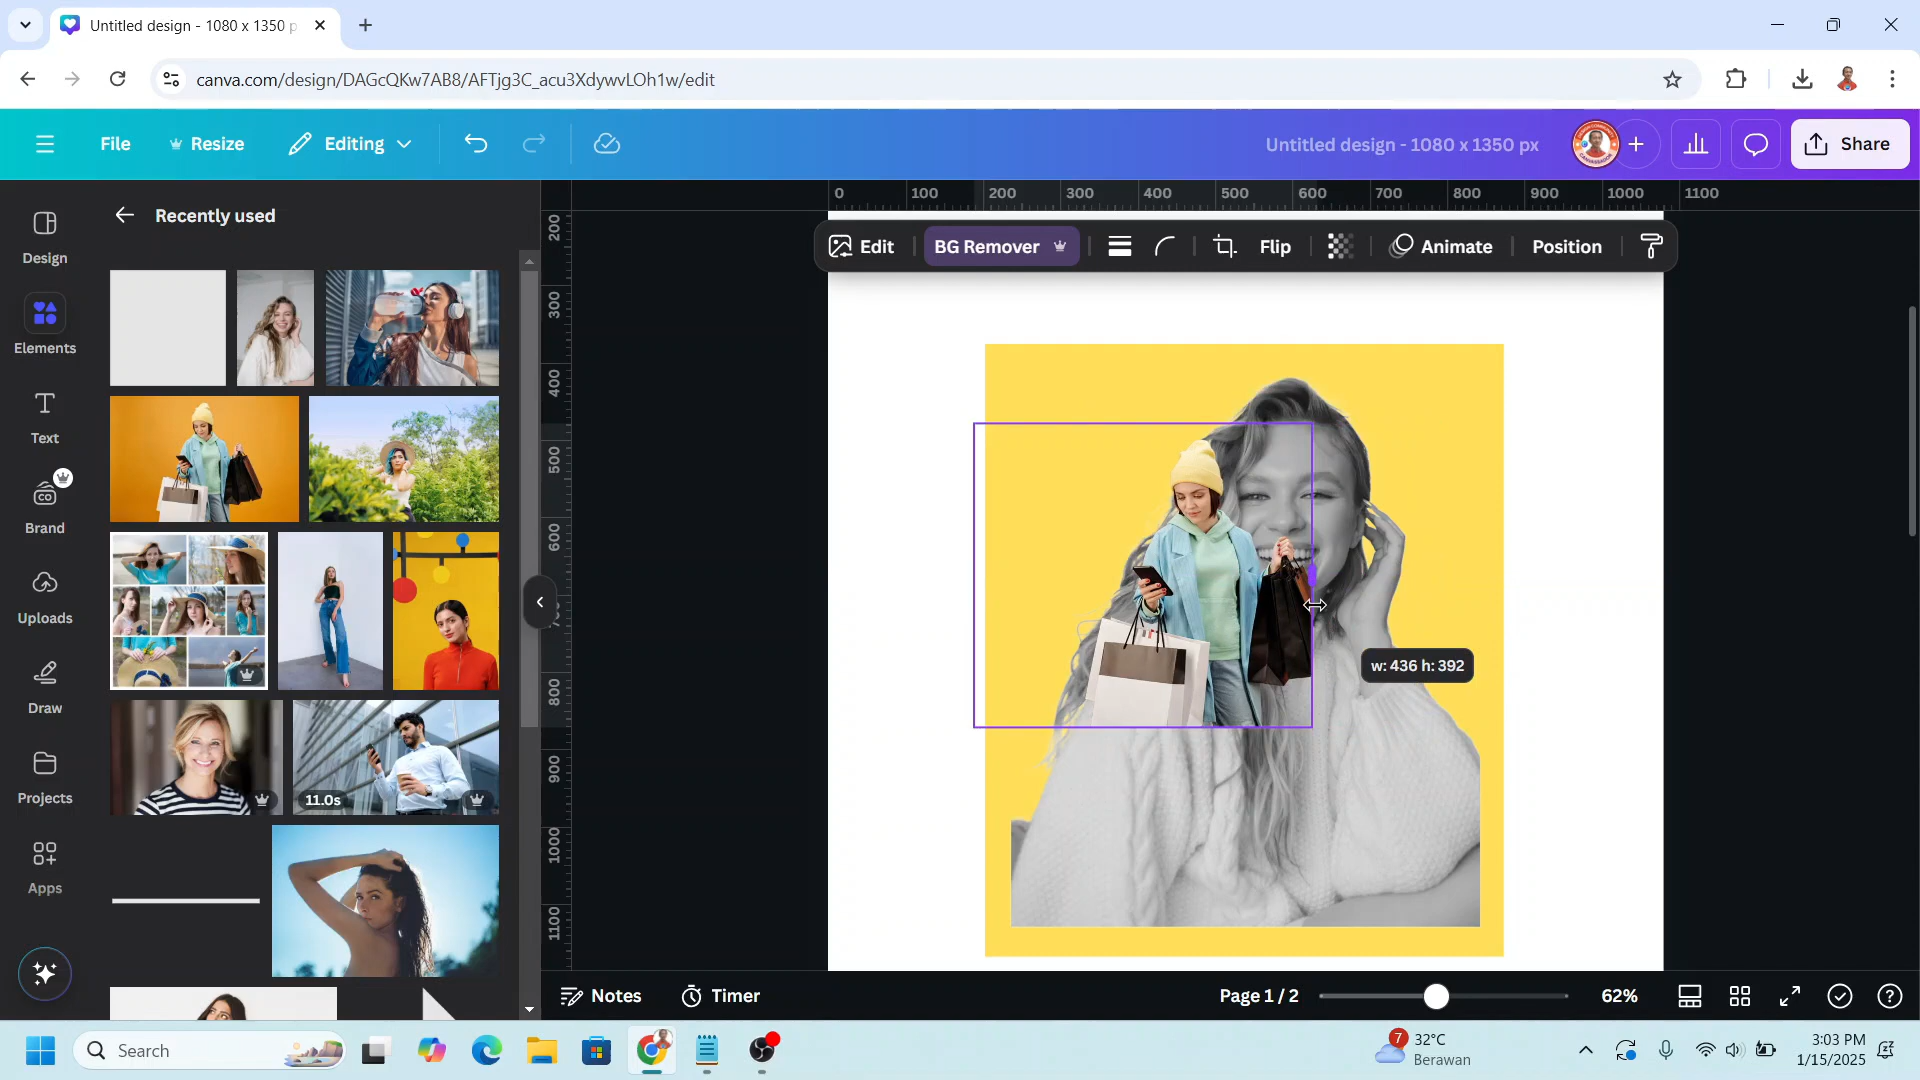 Untitled design - 1080 x 1350 p
canva.com/design/DAGcQKw7AB8/AFTjg3C_acu3XdywvLOh1w/edit
File
Resize
Editing
Untitled design - 1080 x 1350 px
Share
Design
Elements
Text
Brand
Uploads
Draw
Projects
Apps
Recently used
11.0s
0 100 200 300 400 500 600 700 800 900 1000 1100
200
300
400
500
600
800
900
1000
1100
Edit
BG Remover
Flip
Animate
Position
w: 436 h: 392
Notes
Timer
Page 1 / 2
62%
Search
7
32°C
Berawan
3:03 PM
1/15/2025